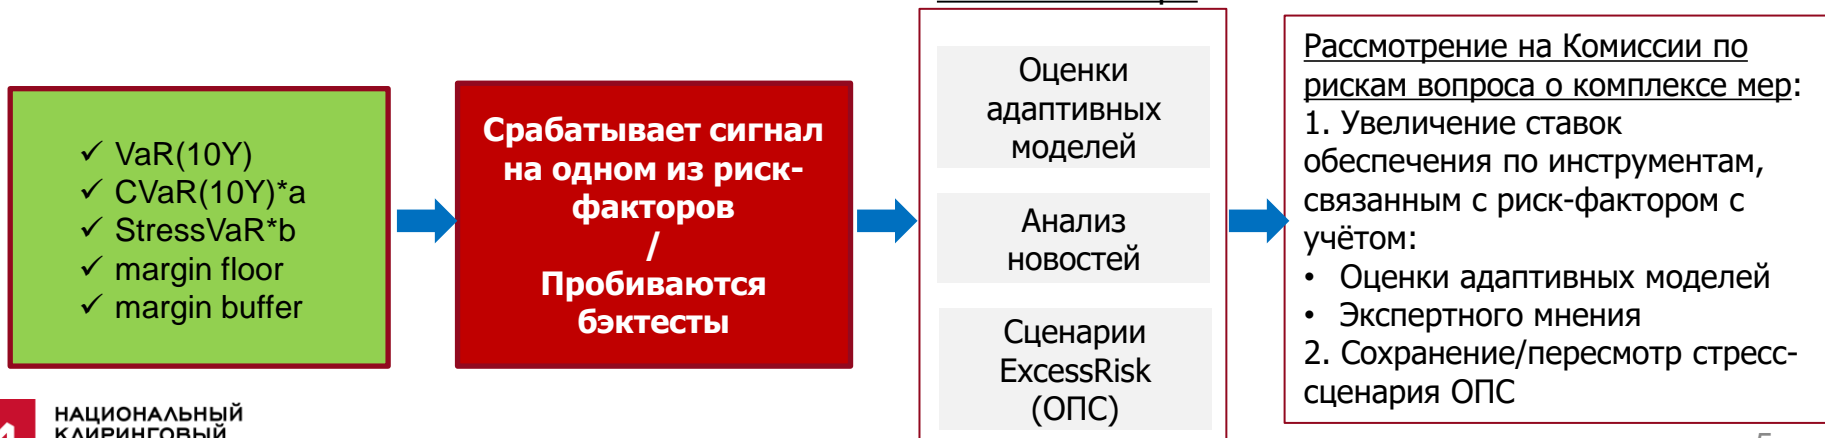 ✓ VaR(10Y)
✓ CVaR(10Y)*a
✓ StressVaR*b
✓ margin floor
✓ margin buffer
Срабатывает сигнал
на одном из риск-
факторов
/
Пробиваются
бэктесты
Оценки
адаптивных
моделей
Анализ
новостей
Сценарии
ExcessRisk
(ОПС)
Рассмотрение на Комиссии по
рискам вопроса о комплексе мер:
1. Увеличение ставок
обеспечения по инструментам,
связанным с риск-фактором с
учётом:
• Оценки адаптивных моделей
• Экспертного мнения
2. Сохранение/пересмотр стресс-
сценария ОПС
НАЦИОНАЛЬНЫЙ
КЛИРИНГОВЫЙ